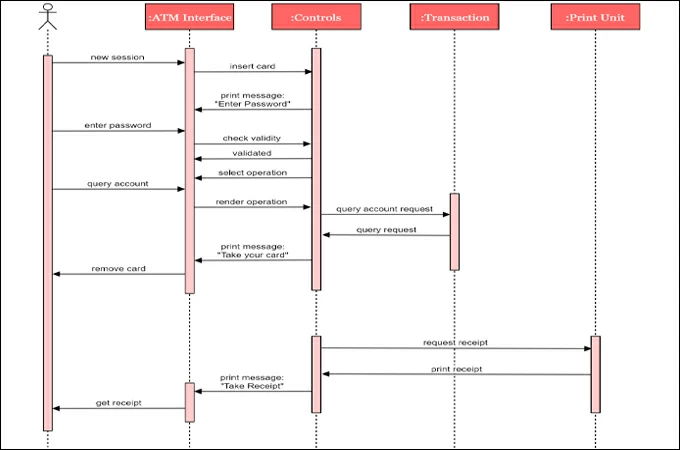 :ATM Interface
:Controls
:Transaction
:Print Unit
new session
insert card
print message:
"Enter Password"
enter password
check validity
validated
select operation
query account
render operation
query account request
query request
print message:
"Take your card"
remove card
request receipt
print receipt
print message:
"Take Receipt"
get receipt